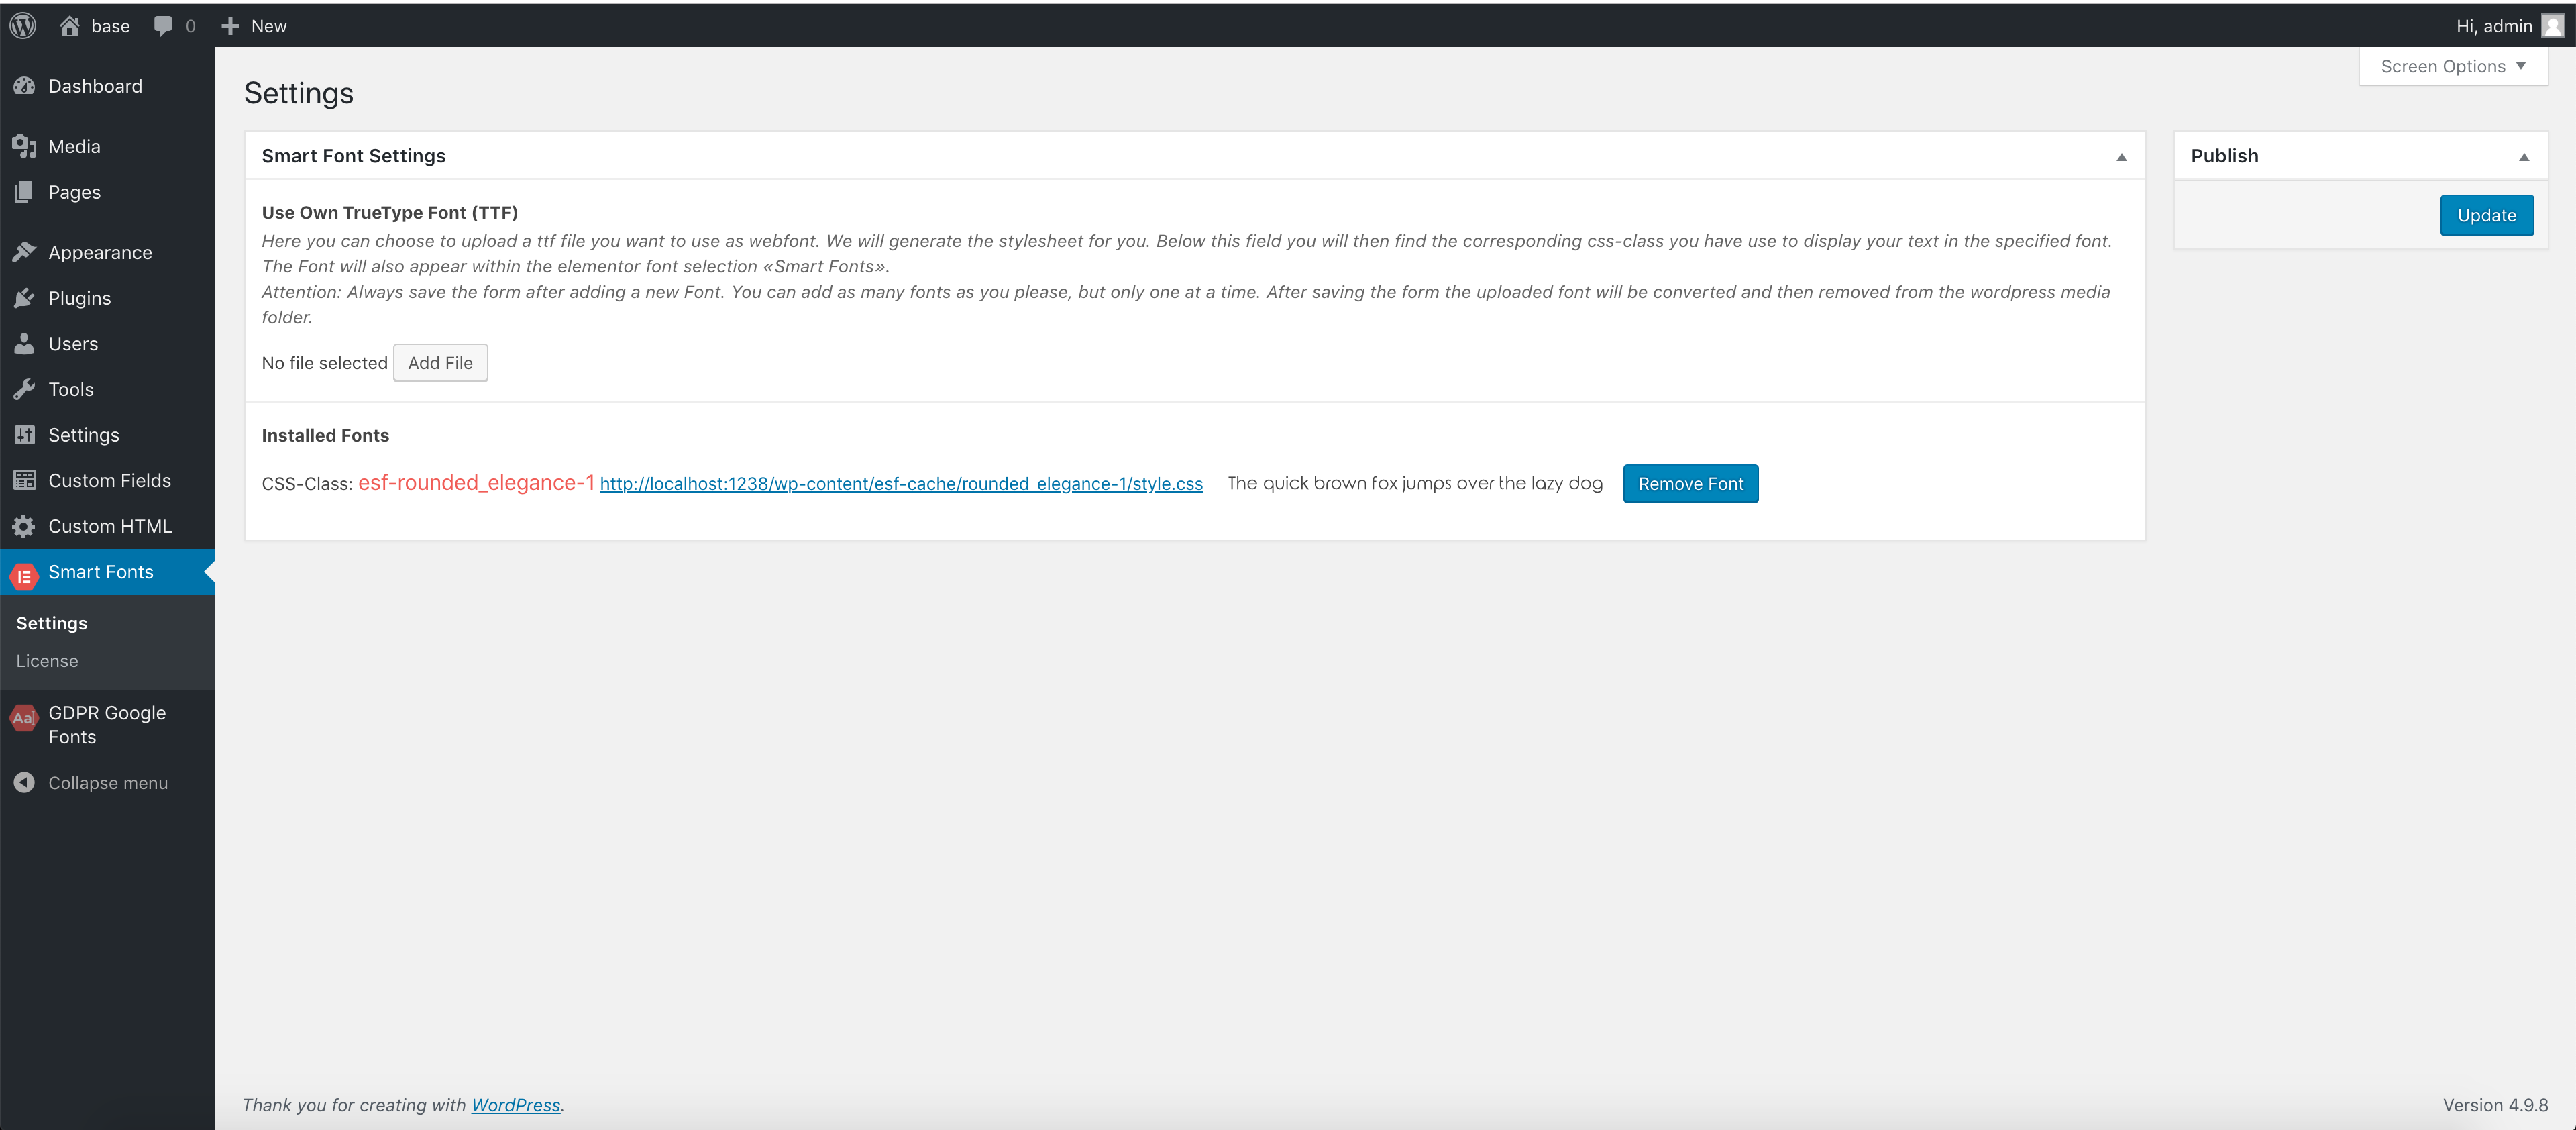 base 0 New Hi, admin
Screen Options
Dashboard
Media
Pages
Appearance
Plugins
Users
Tools
Settings
Custom Fields
Custom HTML
Smart Fonts
Settings
License
GDPR Google
Fonts
Collapse menu
Settings
Smart Font Settings
Use Own TrueType Font (TTF)
Here you can choose to upload a ttf file you want to use as webfont. We will generate the stylesheet for you. Below this field you will then find the corresponding css-class you have use to display your text in the specified font.
The Font will also appear within the elementor font selection «Smart Fonts».
Attention: Always save the form after adding a new Font. You can add as many fonts as you please, but only one at a time. After saving the form the uploaded font will be converted and then removed from the wordpress media
folder.
No file selected Add File
Installed Fonts
CSS-Class: esf-rounded_elegance-1 http://localhost:1238/wp-content/esf-cache/rounded_elegance-1/style.css The quick brown fox jumps over the lazy dog Remove Font
Publish
Update
Thank you for creating with WordPress.
Version 4.9.8